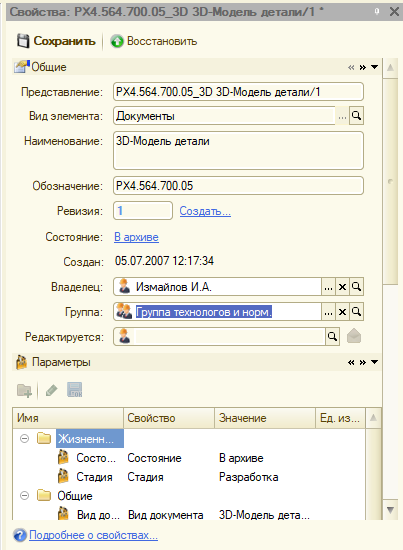 Свойства: РХ4.564.700.05_3D 3D-Модель детали/1 *
Сохранить Восстановить
Общие
Представление: РХ4.564.700.05_3D 3D-Модель детали/1
Вид элемента: Документы ...
Наименование: 3D-Модель детали
Обозначение: РХ4.564.700.05
Ревизия: 1 Создать...
Состояние: В архиве
Создан: 05.07.2007 12:17:34
Владелец: Измайлов И.А. ...
Группа: Группа технологов и норм. ...
Редактируется:
Параметры
Имя Свойство Значение Ед. из...
Жизненн...
Состо... Состояние В архиве
Стадия Стадия Разработка
Общие
Вид до... Вид документа 3D-Модель дета...
Подробнее о свойствах...